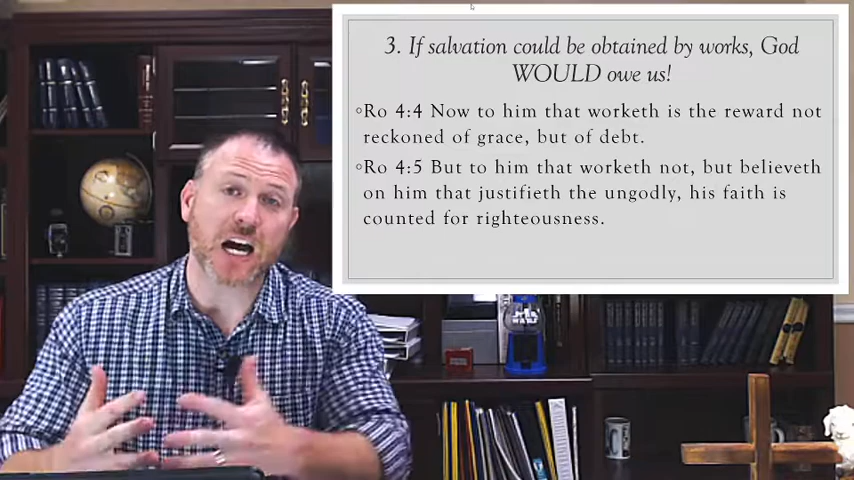 3. If salvation could be obtained by works, God
WOULD owe us!
◦Ro 4:4 Now to him that worketh is the reward not
reckoned of grace, but of debt.
◦Ro 4:5 But to him that worketh not, but believeth
on him that justifieth the ungodly, his faith is
counted for righteousness.